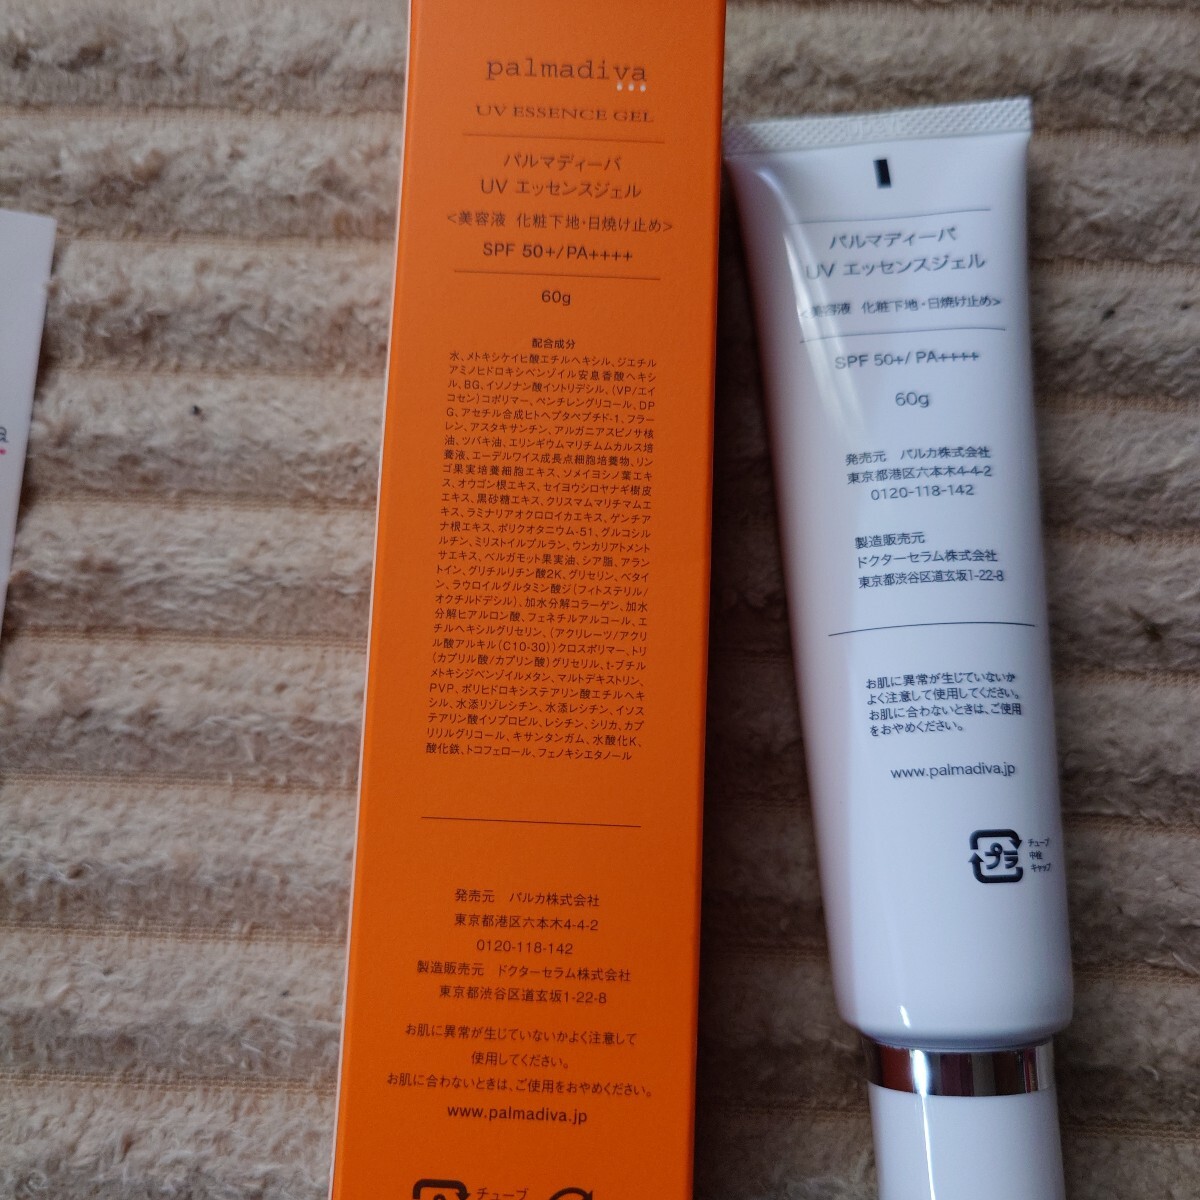 a
palmadiva
UV ESSENCE GEL
パルマディーバ
UV エッセンスジェル
<美容液 化粧下地・日焼け止め>
SPF 50+/PA++++
60g
配合成分
水、メトキシケイヒ酸エチルヘキシル、ジエチル
アミノヒドロキシベンゾイル安息香酸ヘキシ
ル、BG、イソノナン酸イソトリデシル、(VP/エイ
コセン)コポリマー、ペンチレングリコール、DP
G、アセチル合成ヒトヘプタペプチド-1、フラー
レン、アスタキサンチン、アルガニアスピノサ核
油、ツバキ油、エリンギウムマリチムムカルス培
養液、エーデルワイス成長点細胞培養物、リン
ゴ果実培養細胞エキス、ソメイヨシノ葉エキ
ス、オウゴン根エキス、セイヨウシロヤナギ樹皮
エキス、黒砂糖エキス、クリスマムマリチマムエ
キス、ラミナリアオクロロイカエキス、ゲンチア
ナ根エキス、ポリクオタニウム-51、グルコシル
ルチン、ミリストイルプルラン、ウンカリアトメント
サエキス、ベルガモット果実油、シア脂、アラン
トイン、グリチルリチン酸2K、グリセリン、ベタイ
ン、ラウロイルグルタミン酸ジ(フィトステリル/
オクチルドデシル)、加水分解コラーゲン、加水
分解ヒアルロン酸、フェネチルアルコール、エ
チルヘキシルグリセリン、(アクリレーツ/アクリ
ル酸アルキル(C10-30))クロスポリマー、トリ
(カプリル酸/カプリン酸)グリセリル、t-ブチル
メトキシジベンゾイルメタン、マルトデキストリン、
PVP、ポリヒドロキシステアリン酸エチルヘキ
シル、水添リゾレシチン、水添レシチン、イソス
テアリン酸イソプロピル、レシチン、シリカ、カプ
リリルグリコール、キサンタンガム、水酸化K、
酸化鉄、トコフェロール、フェノキシエタノール
発売元 パルカ株式会社
東京都港区六本木4-4-2
0120-118-142
製造販売元 ドクターセラム株式会社
東京都渋谷区道玄坂1-22-8
お肌に異常が生じていないかよく注意して
使用してください。
お肌に合わないときは、ご使用をおやめください。
www.palmadiva.jp
チューブ
パルマディーバ
UV エッセンスジェル
<美容液 化粧下地・日焼け止め>
SPF 50+/ PA++++
60g
発売元 パルカ株式会社
東京都港区六本木4-4-2
0120-118-142
製造販売元
ドクターセラム株式会社
東京都渋谷区道玄坂1-22-8
お肌に異常が生じていないか
よく注意して使用してください。
お肌に合わないときは、ご使用
をおやめください。
www.palmadiva.jp
プラ
チューブ
中栓
キャップ